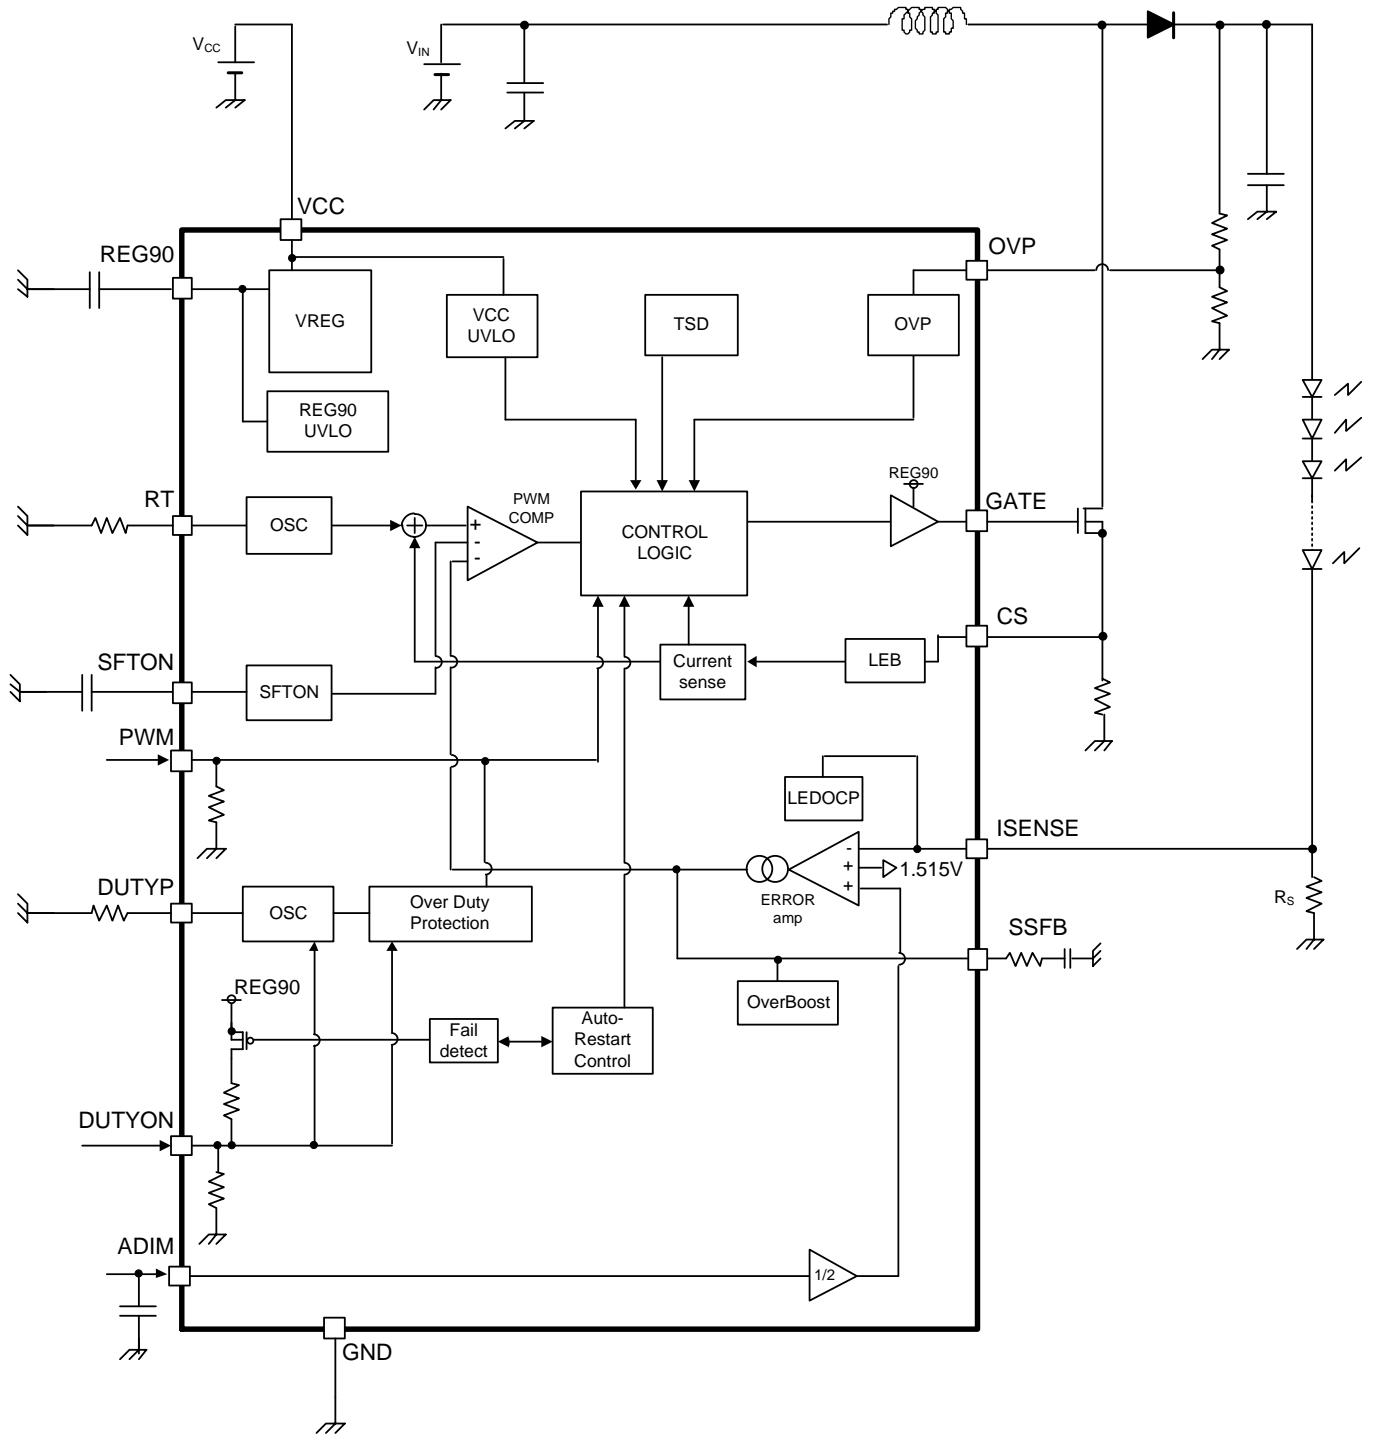 VCC
VIN
VCC
REG90
OVP
VREG
VCC
UVLO
TSD
OVP
REG90
UVLO
REG90
RT
OSC
PWM
COMP
+
-
-
CONTROL
LOGIC
GATE
CS
SFTON
SFTON
Current
sense
LEB
PWM
LEDOCP
ISENSE
-
+
+
1.515V
ERROR
amp
DUTYP
OSC
Over Duty
Protection
RS
SSFB
REG90
OverBoost
Fail
detect
Auto-
Restart
Control
DUTYON
ADIM
1/2
GND